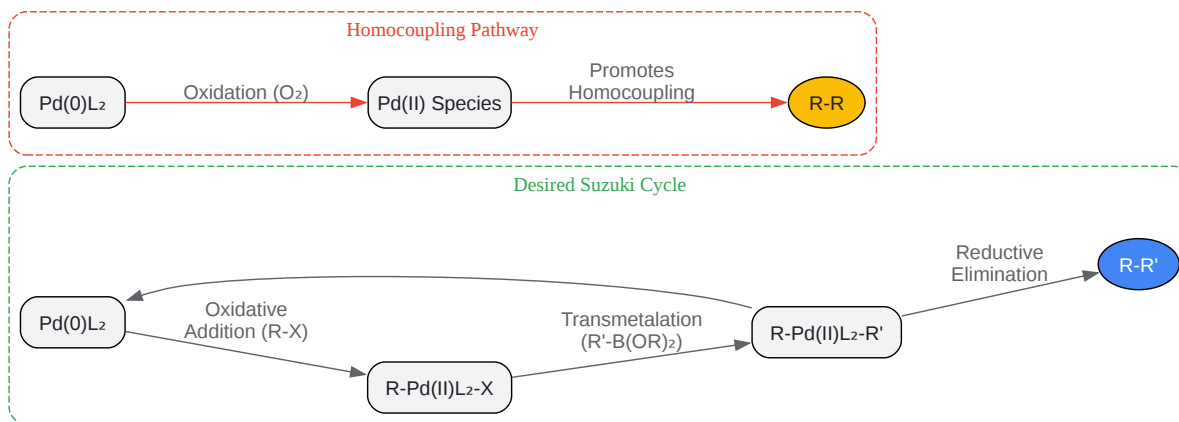 Homocoupling Pathway
Pd(0)L₂
Oxidation (O₂)
Pd(II) Species
Promotes
Homocoupling
R-R
Desired Suzuki Cycle
Pd(0)L₂
Oxidative
Addition (R-X)
R-Pd(II)L₂-X
Transmetalation
(R'-B(OR)₂)
R-Pd(II)L₂-R'
Reductive
Elimination
R-R'